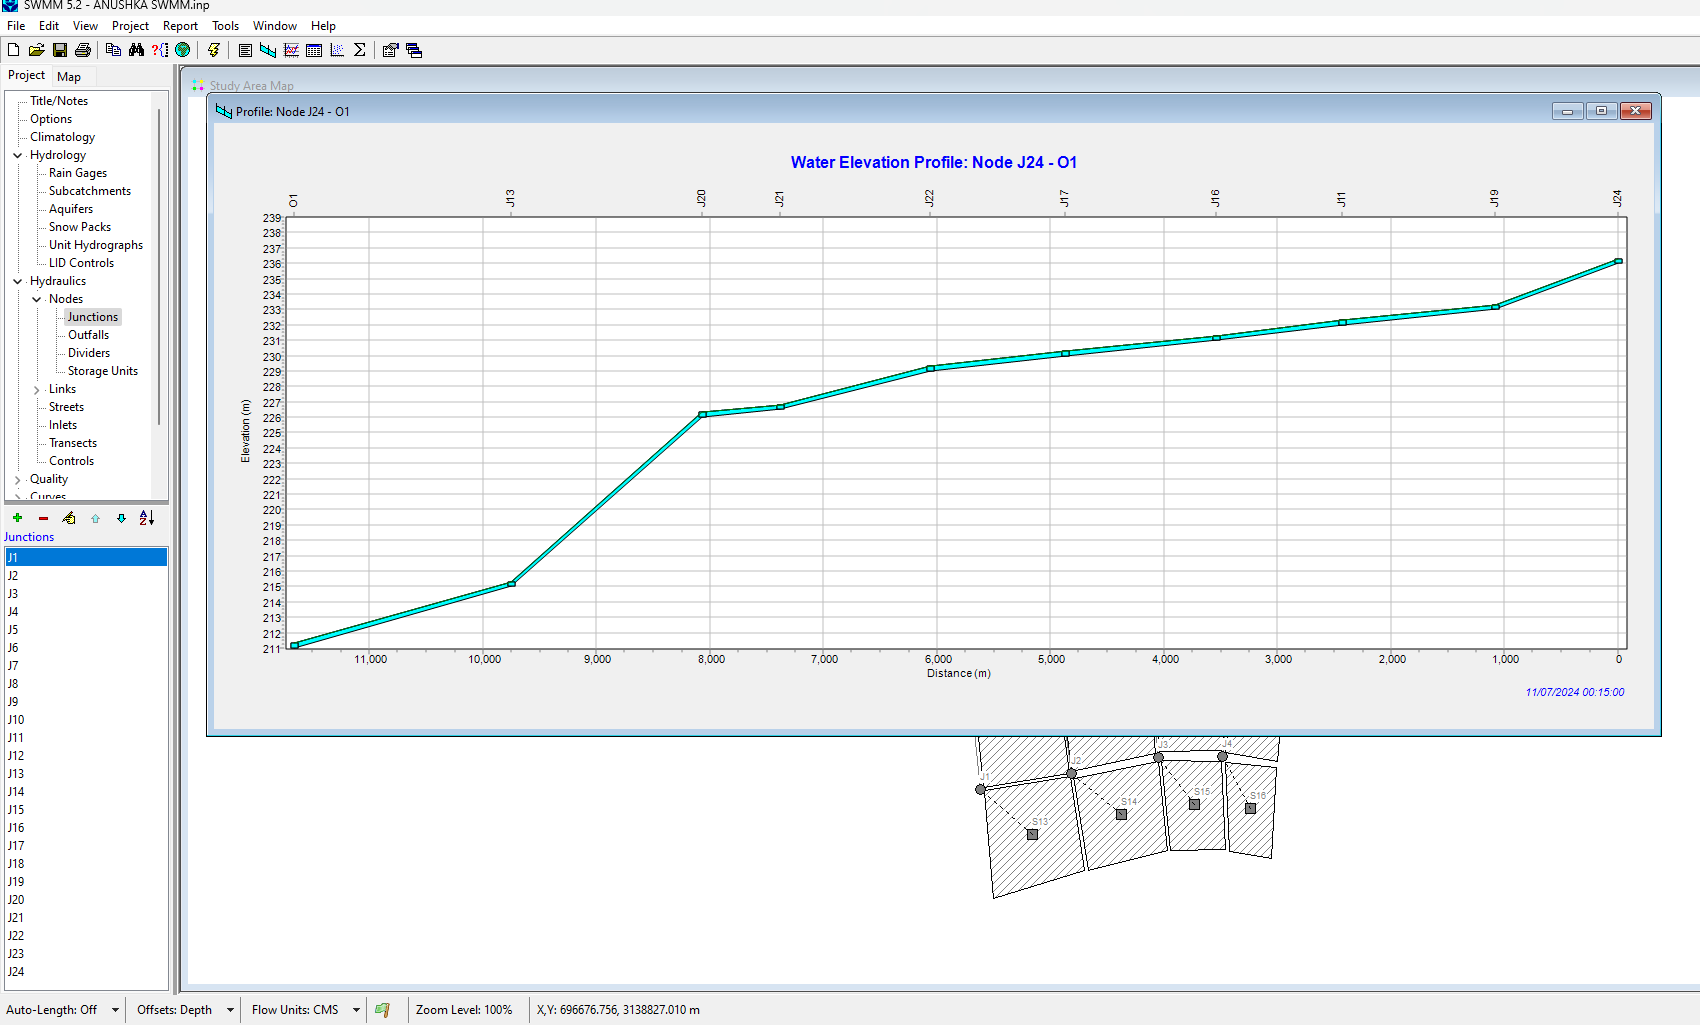 SWMM 5.2 - ANUSHKA SWMM.inp
File Edit View Project Report Tools Window Help
Project Map
Title/Notes
Options
Climatology
Hydrology
Rain Gages
Subcatchments
Aquifers
Snow Packs
Unit Hydrographs
LID Controls
Hydraulics
Nodes
Junctions
Outfalls
Dividers
Storage Units
Links
Streets
Inlets
Transects
Controls
Quality
Curves
Junctions
J1
J2
J3
J4
J5
J6
J7
J8
J9
J10
J11
J12
J13
J14
J15
J16
J17
J18
J19
J20
J21
J22
J23
J24
Study Area Map
Profile: Node J24 - O1
Water Elevation Profile: Node J24 - O1
O1 J13 J20 J21 J22 J17 J16 J11 J19 J24
239
238
237
236
235
234
233
232
231
230
229
228
227
226
225
224
223
222
221
220
219
218
217
216
215
214
213
212
211
Elevation (m)
11,000 10,000 9,000 8,000 7,000 6,000 5,000 4,000 3,000 2,000 1,000 0
Distance (m)
11/07/2024 00:15:00
J3 J4
J2
J1
S15 S16
S14
S13
Auto-Length: Off Offsets: Depth Flow Units: CMS Zoom Level: 100% X,Y: 696676.756, 3138827.010 m